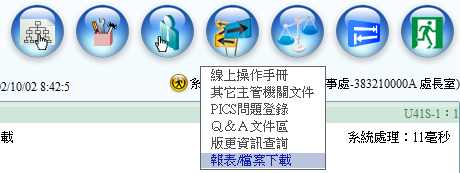 02/10/02 8:42:5
系
事處-383210000A 處長室)
線上操作手冊
其它主管機關文件
PICS問題登錄
Q＆A文件區
版更資訊查詢
報表/檔案下載
U41S-1：1
載
系統處理：11毫秒